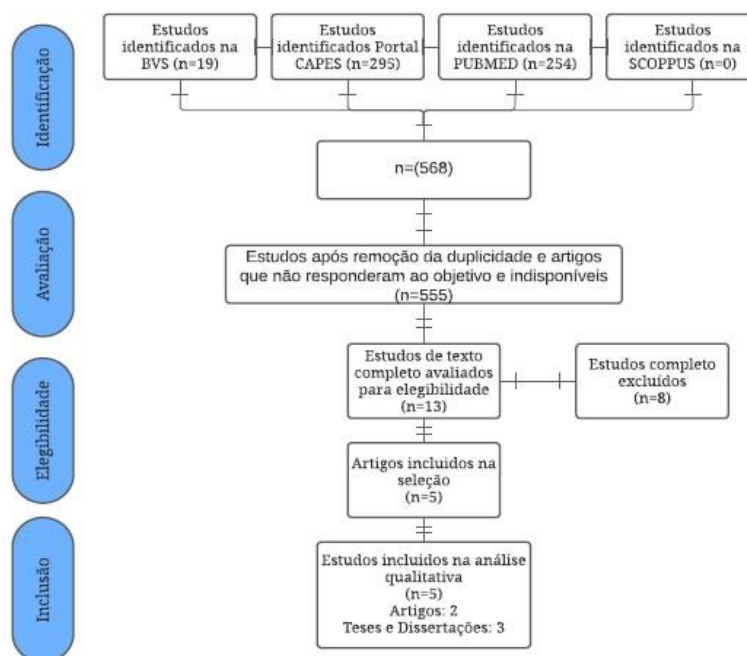 Identificação
Estudos
identificados na
BVS (n=19)
Estudos
identificados Portal
CAPES (n=295)
Estudos
identificados na
PUBMED (n=254)
Estudos
identificados na
SCOPPUS (n=0)
n=(568)
Avaliação
Estudos após remoção da duplicidade e artigos
que não responderam ao objetivo e indisponíveis
(n=555)
Elegibilidade
Estudos de texto
completo avaliados
para elegibilidade
(n=13)
Estudos completo
excluídos
(n=8)
Artigos incluidos na
seleção
(n=5)
Inclusão
Estudos incluidos na análise
qualitativa
(n=5)
Artigos: 2
Teses e Dissertações: 3